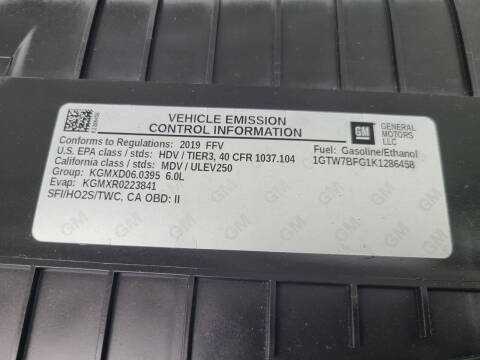 VEHICLE EMISSION
CONTROL INFORMATION
GM
GENERAL
MOTORS
LLC
Conforms to Regulations: 2019 FFV
Fuel: Gasoline/Ethanol
U.S. EPA class / stds: HDV / TIER3, 40 CFR 1037.104
1GTW7BFG1K1286458
California class / stds: MDV / ULEV250
Group: KGMXD06.0395 6.0L
Evap: KGMXR0223841
SFI/HO2S/TWC, CA OBD: II